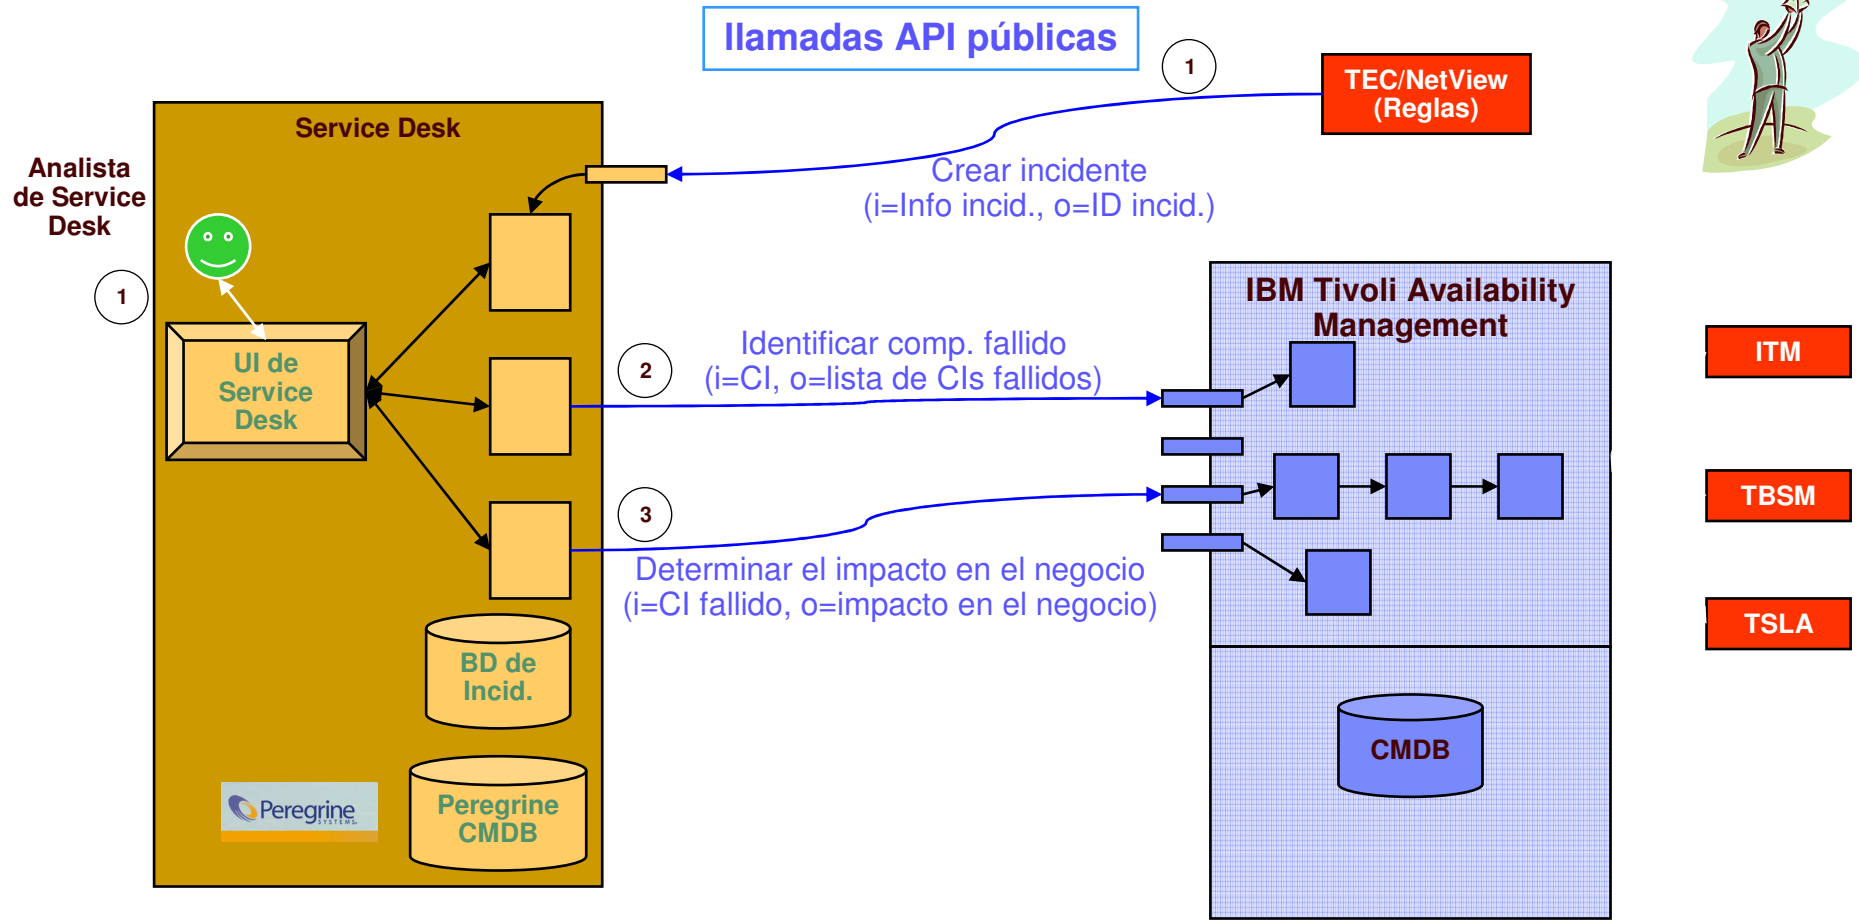 llamadas API públicas
1
TEC/NetView
(Reglas)
Service Desk
Analista
de Service
Desk
Crear incidente
(i=Info incid., o=ID incid.)
1
UI de
Service
Desk
2
Identificar comp. fallido
(i=CI, o=lista de CIs fallidos)
IBM Tivoli Availability
Management
ITM
3
Determinar el impacto en el negocio
(i=CI fallido, o=impacto en el negocio)
TBSM
TSLA
BD de
Incid.
CMDB
Peregrine
SYSTEMS
Peregrine
CMDB